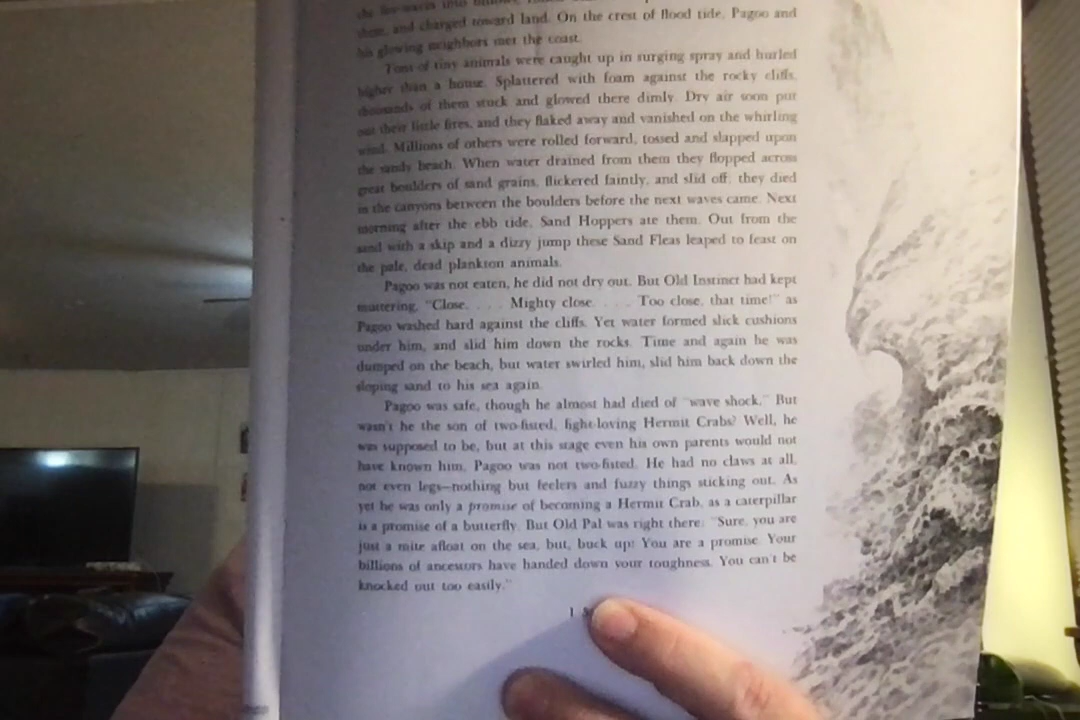 the
them, and charged toward land. On the crest of flood tide, Pagoo and
his glowing neighbors met the coast.
Tons of tiny animals were caught up in surging spray and hurled
higher than a house. Splattered with foam against the rocky cliffs,
thousands of them stuck and glowed there dimly. Dry air soon put
out their little fires, and they flaked away and vanished on the whirling
wind. Millions of others were rolled forward, tossed and slapped upon
the sandy beach. When water drained from them they flopped across
great boulders of sand grains, flickered faintly, and slid off; they died
in the canyons between the boulders before the next waves came. Next
morning after the ebb tide, Sand Hoppers ate them. Out from the
sand with a skip and a dizzy jump these Sand Fleas leaped to feast on
the pale, dead plankton animals.
Pagoo was not eaten, he did not dry out. But Old Instinct had kept
muttering, "Close. . . . Mighty close. . . . Too close, that time!" as
Pagoo washed hard against the cliffs. Yet water formed slick cushions
under him, and slid him down the rocks. Time and again he was
dumped on the beach, but water swirled him, slid him back down the
sloping sand to his sea again.
Pagoo was safe, though he almost had died of "wave shock." But
wasn't he the son of two-fisted, fight-loving Hermit Crabs? Well, he
was supposed to be, but at this stage even his own parents would not
have known him. Pagoo was not two-fisted. He had no claws at all,
not even legs—nothing but feelers and fuzzy things sticking out. As
yet he was only a promise of becoming a Hermit Crab, as a caterpillar
is a promise of a butterfly. But Old Pal was right there: "Sure, you are
just a mite afloat on the sea, but, buck up! You are a promise. Your
billions of ancestors have handed down your toughness. You can't be
knocked out too easily."